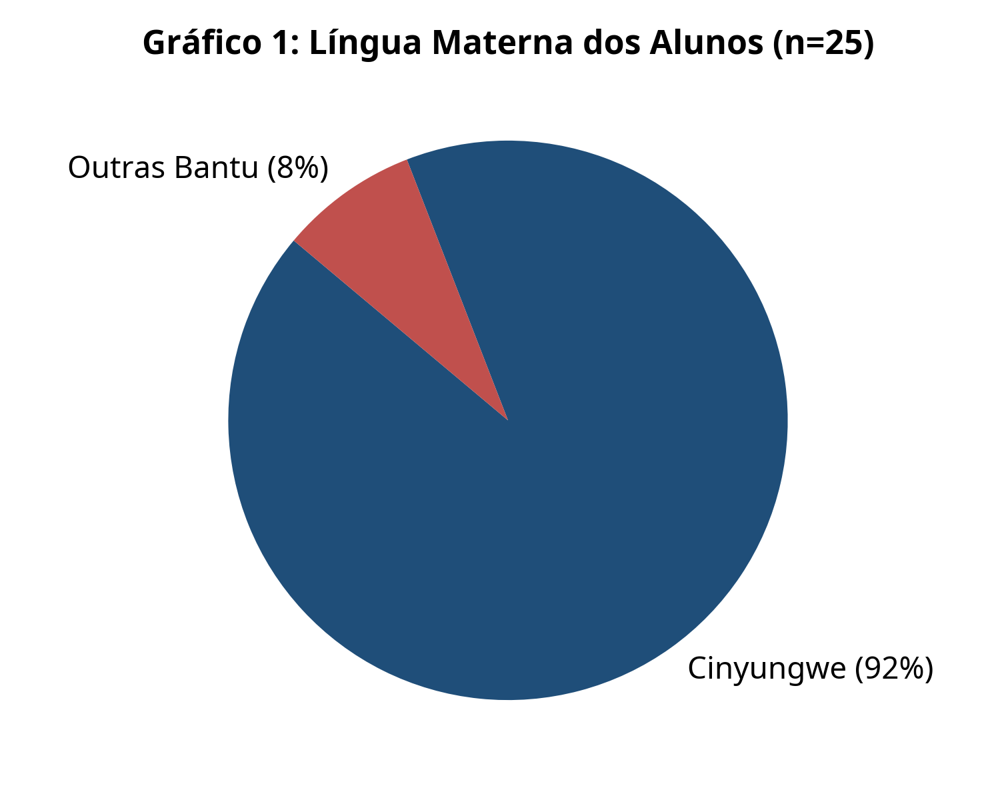 Gráfico 1: Língua Materna dos Alunos (n=25)
Outras Bantu (8%)
Cinyungwe (92%)